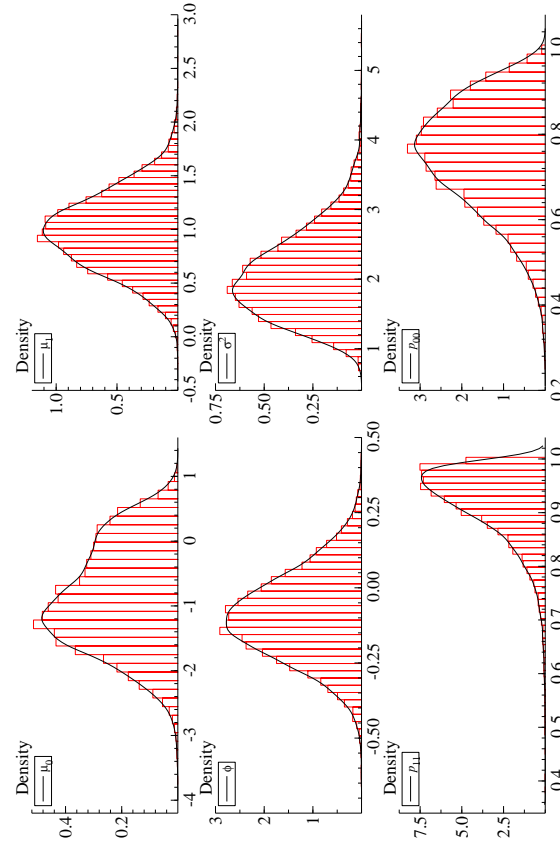 Density
μ0
0.4
0.2
-4 -3 -2 -1 0 1
Density
μ1
1.0
0.5
-0.5 0.0 0.5 1.0 1.5 2.0 2.5 3.0
Density
ϕ
3
2
1
-0.50 -0.25 0.00 0.25 0.50
Density
σ²
0.75
0.50
0.25
1 2 3 4 5
Density
p11
7.5
5.0
2.5
0.4 0.5 0.6 0.7 0.8 0.9 1.0
Density
p00
3
2
1
0.2 0.4 0.6 0.8 1.0